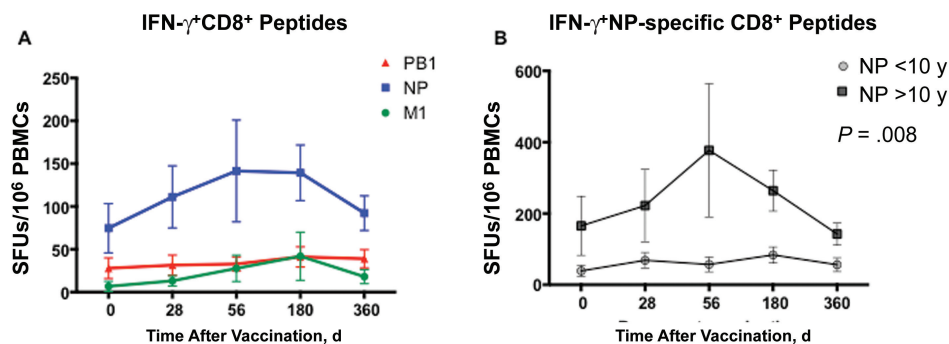 IFN-γ⁺CD8⁺ Peptides
A
PB1
NP
M1
250
200
150
100
50
0
SFUs/10⁶ PBMCs
0 28 56 180 360
Time After Vaccination, d
IFN-γ⁺NP-specific CD8⁺ Peptides
B
NP <10 y
NP >10 y
P = .008
600
400
200
0
SFUs/10⁶ PBMCs
0 28 56 180 360
Time After Vaccination, d